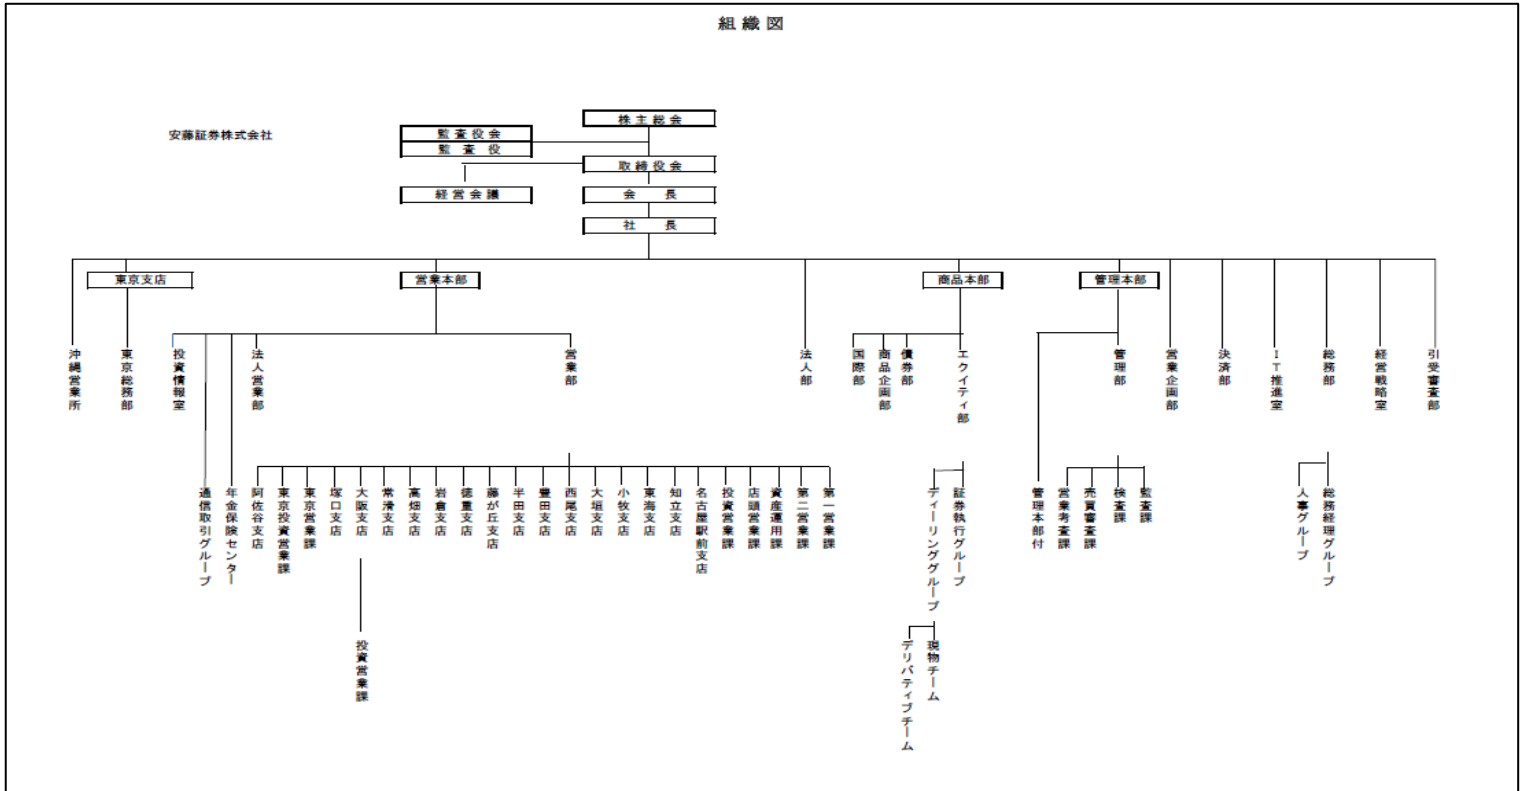 組織図
株主総会
安藤証券株式会社
監査役会
監査役
取締役会
経営会議
会長
社長
東京支店
営業本部
商品本部
管理本部
沖縄営業所
東京総務部
投資情報室
法人営業部
営業部
法人部
国際部
商品企画部
債券部
エクイティ部
管理部
営業企画部
決済部
IT推進室
総務部
経営戦略室
引受審査部
通信取引グループ
年金保険センター
阿佐谷支店
東京投資営業課
東京営業課
塚口支店
大阪支店
常滑支店
高畑支店
岩倉支店
徳重支店
藤が丘支店
半田支店
豊田支店
西尾支店
大垣支店
小牧支店
東海支店
知立支店
名古屋駅前支店
投資営業課
店頭営業課
資産運用課
第二営業課
第一営業課
ディーリンググループ
証券執行グループ
管理本部付
営業考査課
売買審査課
検査課
監査課
人事グループ
総務経理グループ
投資営業課
デリバティブチーム
現物チーム